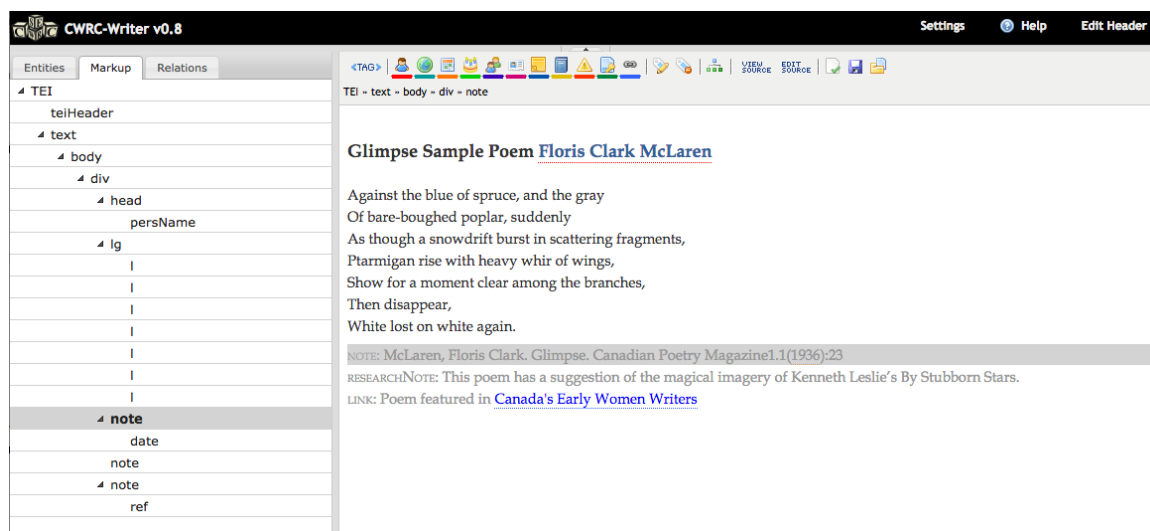 CWRC-Writer v0.8
Settings Help Edit Header
Entities Markup Relations
<TAG> VIEW SOURCE EDIT SOURCE
TEI - text - body - div - note
TEI
teiHeader
text
body
div
head
persName
lg
l
l
l
l
l
l
l
note
date
note
note
ref
Glimpse Sample Poem Floris Clark McLaren
Against the blue of spruce, and the gray
Of bare-boughed poplar, suddenly
As though a snowdrift burst in scattering fragments,
Ptarmigan rise with heavy whir of wings,
Show for a moment clear among the branches,
Then disappear,
White lost on white again.
NOTE: McLaren, Floris Clark. Glimpse. Canadian Poetry Magazine1.1(1936):23
RESEARCHNOTE: This poem has a suggestion of the magical imagery of Kenneth Leslie's By Stubborn Stars.
LINK: Poem featured in Canada's Early Women Writers